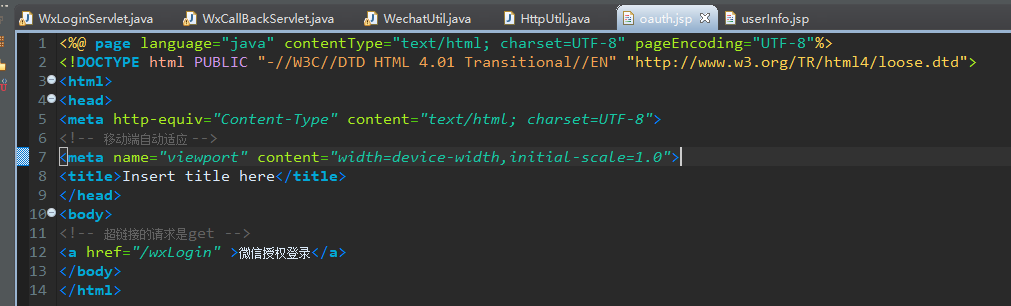 WxLoginServlet.java WxCallBackServlet.java WechatUtil.java HttpUtil.java oauth.jsp userInfo.jsp
1 <%@ page language="java" contentType="text/html; charset=UTF-8" pageEncoding="UTF-8"%>
2 <!DOCTYPE html PUBLIC "-//W3C//DTD HTML 4.01 Transitional//EN" "http://www.w3.org/TR/html4/loose.dtd">
3 <html>
4 <head>
5 <meta http-equiv="Content-Type" content="text/html; charset=UTF-8">
6 <!-- 移动端自动适应 -->
7 <meta name="viewport" content="width=device-width,initial-scale=1.0">
8 <title>Insert title here</title>
9 </head>
10 <body>
11 <!-- 超链接的请求是get -->
12 <a href="/wxLogin" >微信授权登录</a>
13 </body>
14 </html>